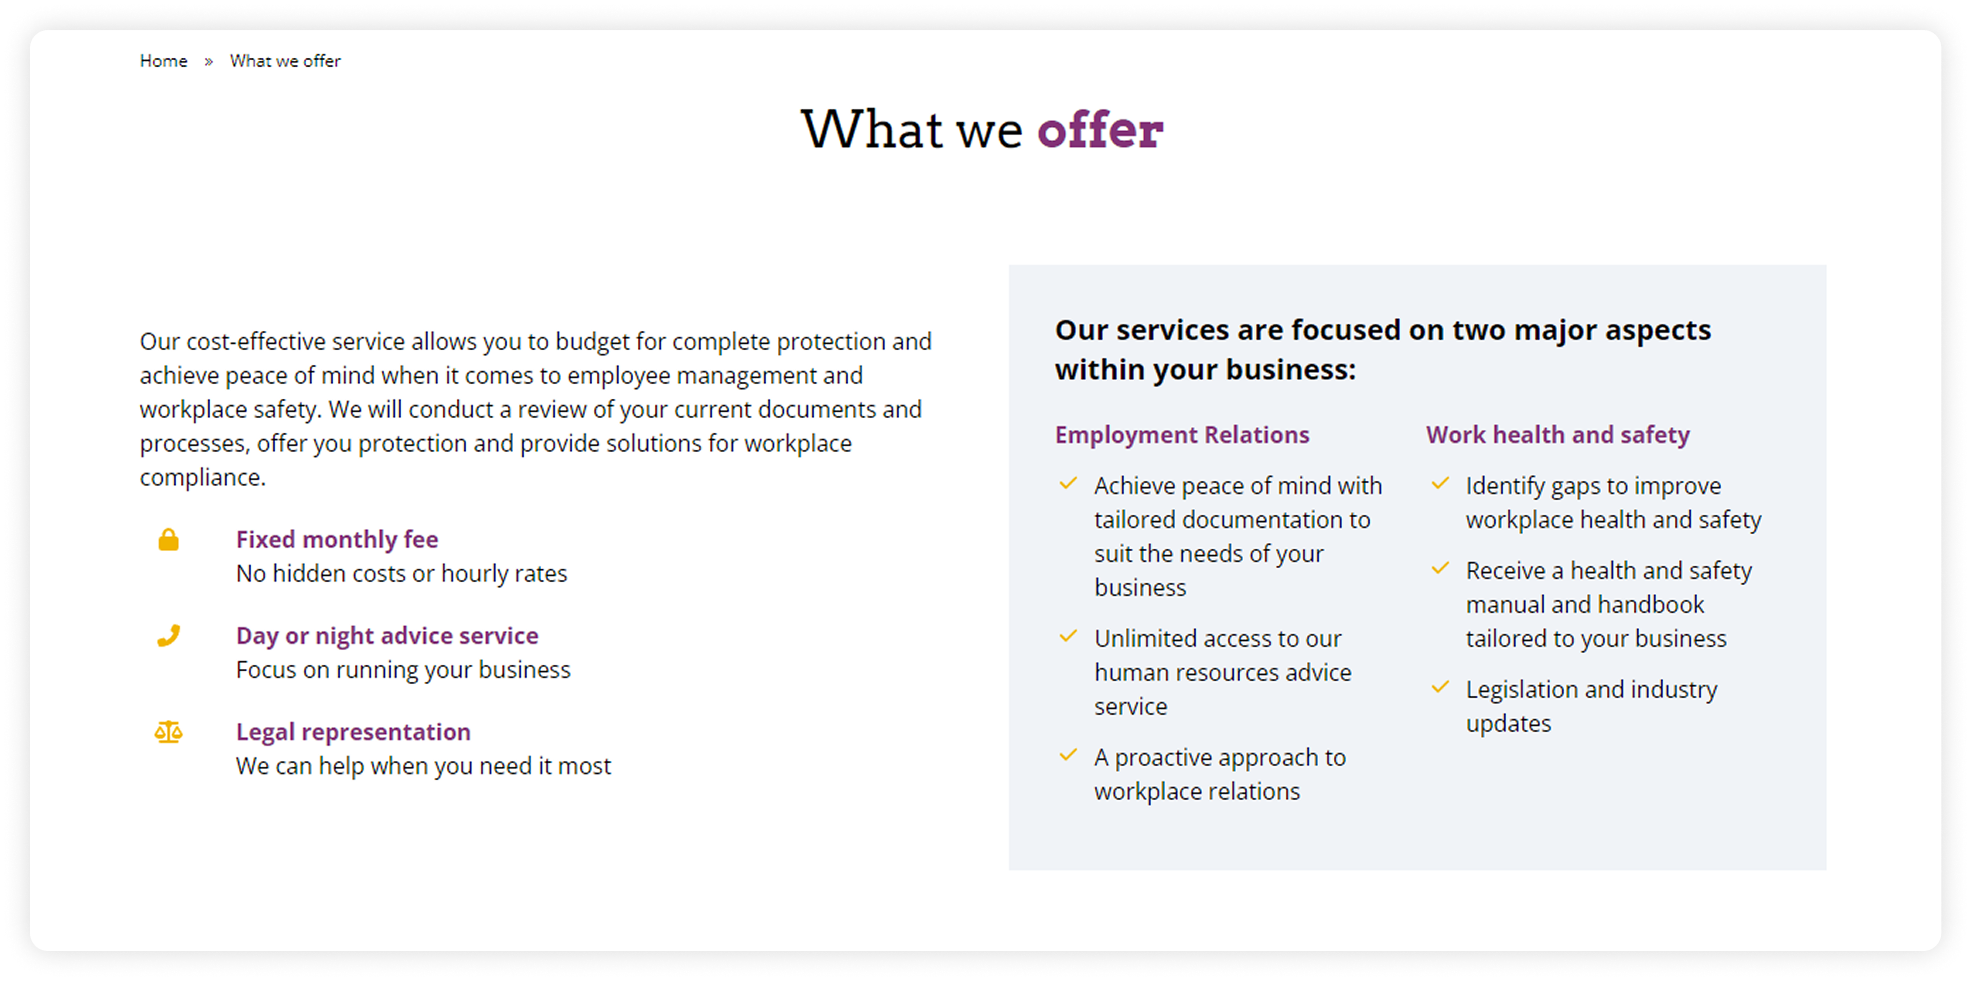 Home » What we offer
What we offer
Our cost-effective service allows you to budget for complete protection and
achieve peace of mind when it comes to employee management and
workplace safety. We will conduct a review of your current documents and
processes, offer you protection and provide solutions for workplace
compliance.
Fixed monthly fee
No hidden costs or hourly rates
Day or night advice service
Focus on running your business
Legal representation
We can help when you need it most
Our services are focused on two major aspects
within your business:
Employment Relations
Achieve peace of mind with
tailored documentation to
suit the needs of your
business
Unlimited access to our
human resources advice
service
A proactive approach to
workplace relations
Work health and safety
Identify gaps to improve
workplace health and safety
Receive a health and safety
manual and handbook
tailored to your business
Legislation and industry
updates